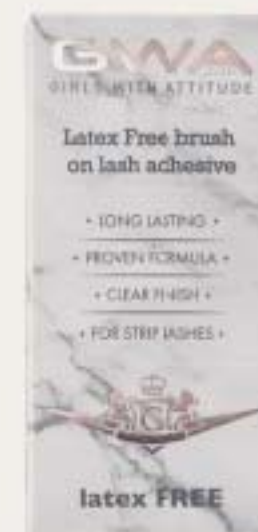 GWA
GIRLS WITH ATTITUDE
Latex Free brush
on lash adhesive
• LONG LASTING •
• PROVEN FORMULA •
• CLEAR FINISH •
• FOR STRIP LASHES •
G
latex FREE